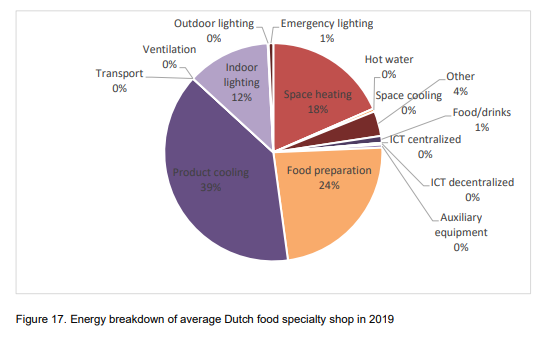 Outdoor lighting
0%
Emergency lighting
1%
Ventilation
0%
Transport
0%
Indoor
lighting
12%
Hot water
0%
Space heating
18%
Space cooling
0%
Other
4%
Food/drinks
1%
ICT centralized
0%
Product cooling
39%
Food preparation
24%
ICT decentralized
0%
Auxiliary
equipment
0%
Figure 17. Energy breakdown of average Dutch food specialty shop in 2019